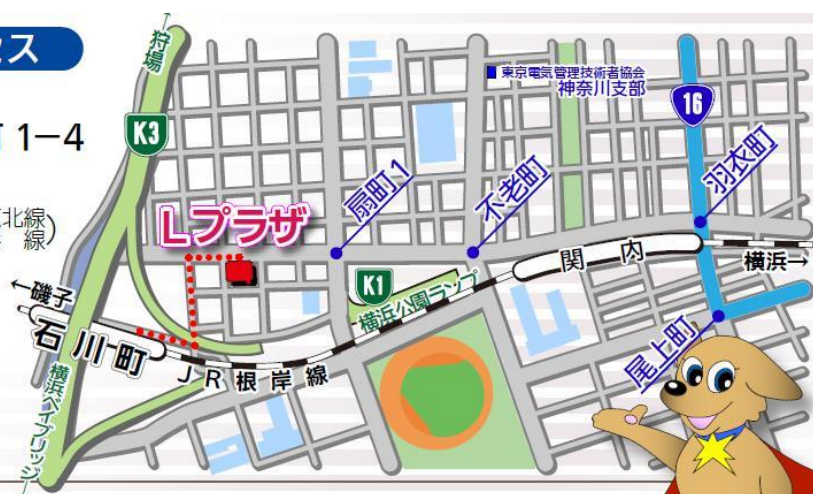 セス
狩場
K3
1－4
北線
線)
Lプラザ
扇町1
不老町
■ 東京電気管理技術者協会
神奈川支部
16
羽衣町
K1
横浜公園ランプ
関内
横浜→
←磯子
石川町
JR根岸線
尾上町
横浜ベイブリッジ